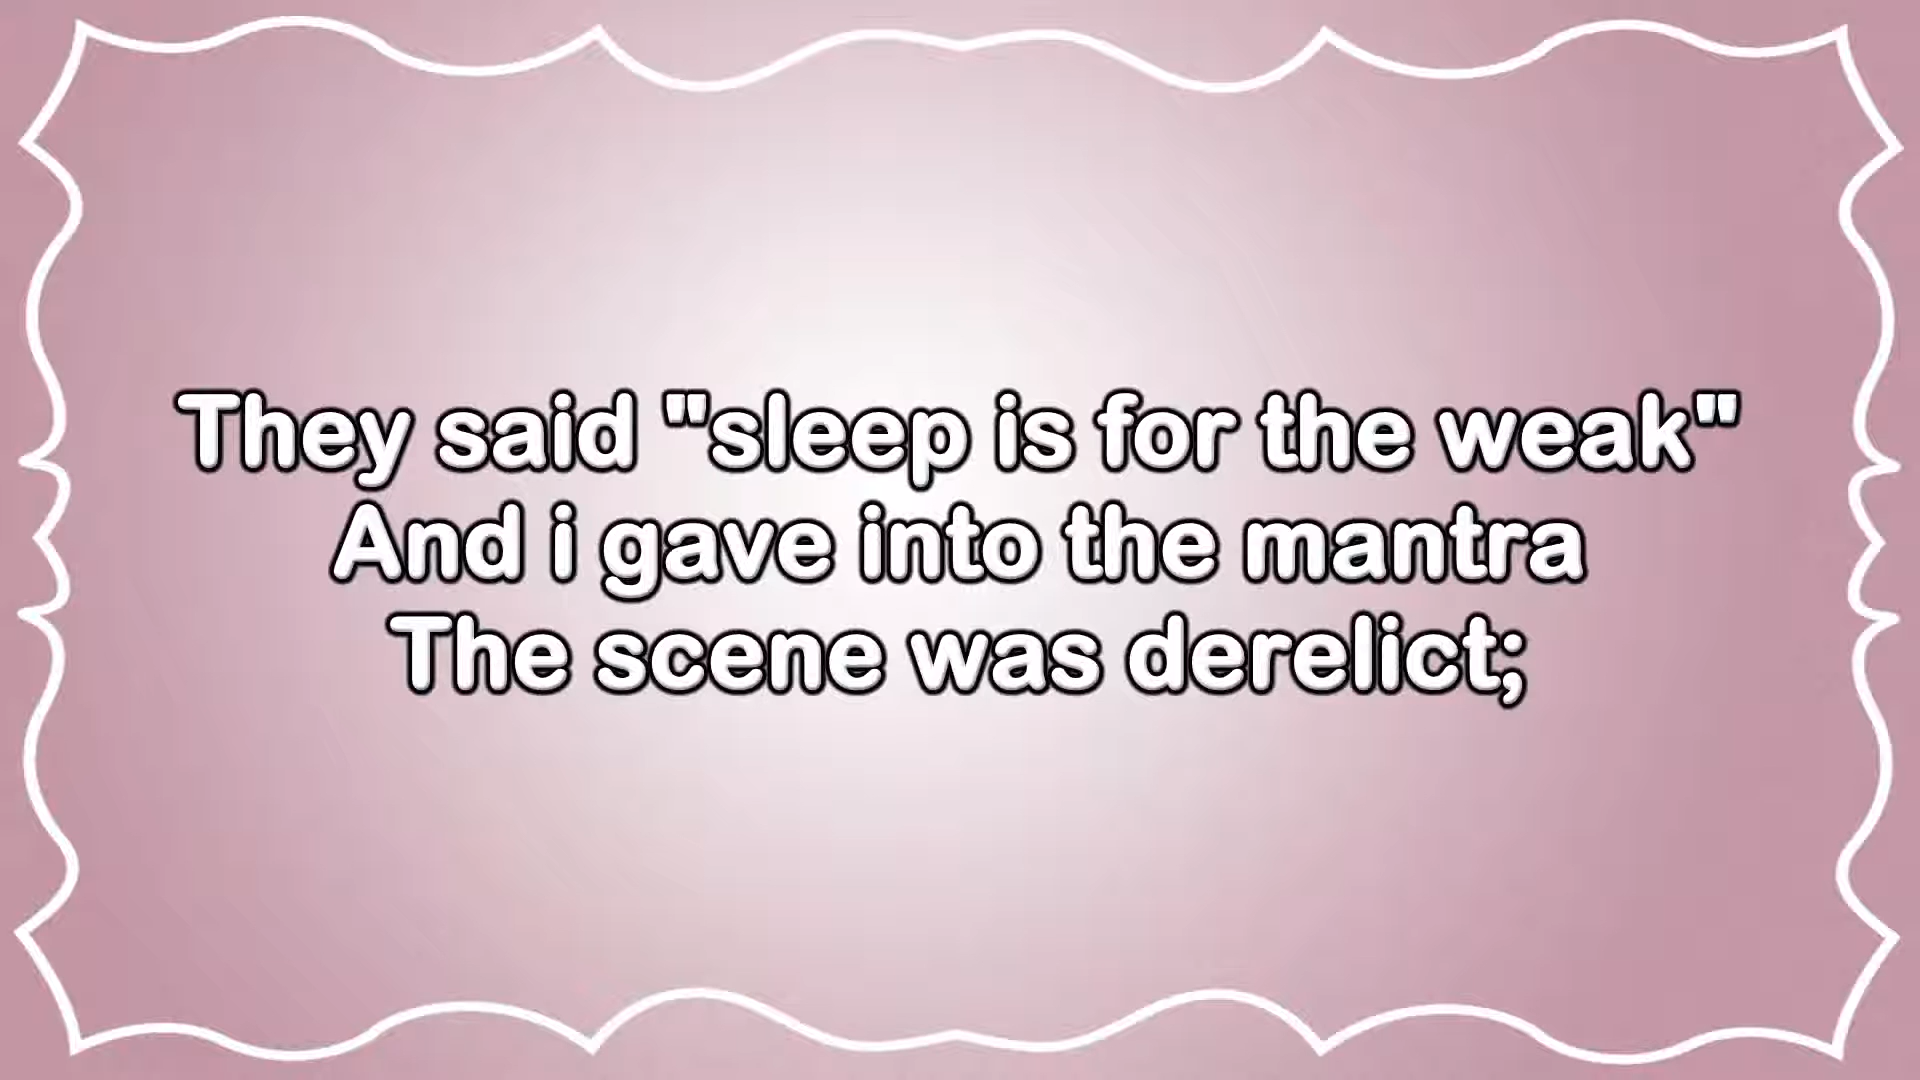 They said "sleep is for the weak"
And i gave into the mantra
The scene was derelict;